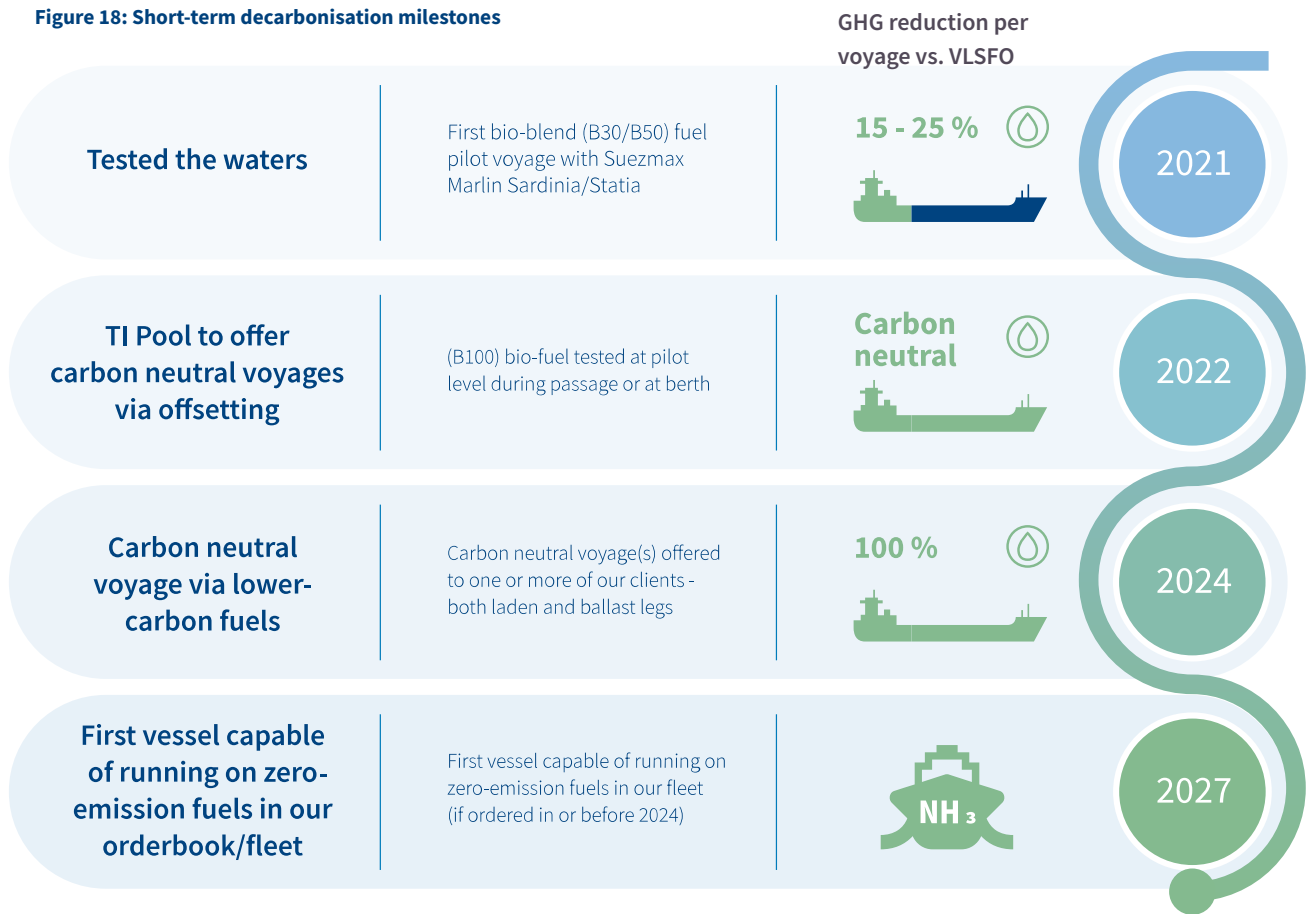 Figure 18: Short-term decarbonisation milestones
GHG reduction per
voyage vs. VLSFO
Tested the waters
First bio-blend (B30/B50) fuel
pilot voyage with Suezmax
Marlin Sardinia/Statia
15 - 25 %
2021
TI Pool to offer
carbon neutral voyages
via offsetting
(B100) bio-fuel tested at pilot
level during passage or at berth
Carbon
neutral
2022
Carbon neutral
voyage via lower-
carbon fuels
Carbon neutral voyage(s) offered
to one or more of our clients -
both laden and ballast legs
100 %
2024
First vessel capable
of running on zero-
emission fuels in our
orderbook/fleet
First vessel capable of running on
zero-emission fuels in our fleet
(if ordered in or before 2024)
NH 3
2027